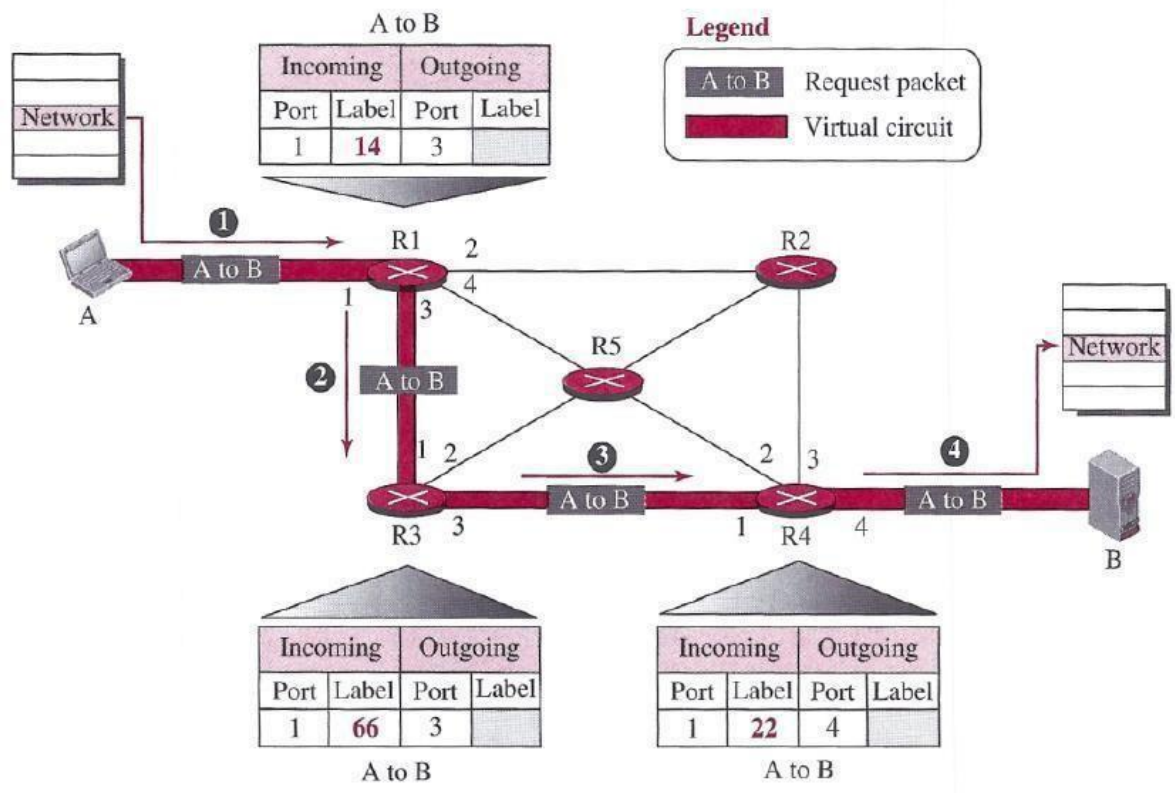 A to B
Incoming Outgoing
Port Label Port Label
1 14 3
Legend
A to B Request packet
Virtual circuit
Network
1
A to B
A
1
R1
2
4
3
R2
2
A to B
R5
Network
1
2
R3
3
3
A to B
2
3
1
R4
4
4
A to B
B
Incoming Outgoing
Port Label Port Label
1 66 3
A to B
Incoming Outgoing
Port Label Port Label
1 22 4
A to B